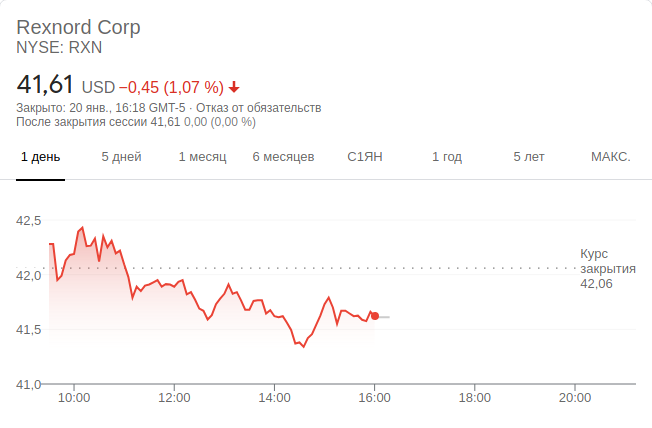 Rexnord Corp
NYSE: RXN
41,61 USD −0,45 (1,07 %)
Закрыто: 20 янв., 16:18 GMT-5 · Отказ от обязательств
После закрытия сессии 41,61 0,00 (0,00 %)
1 день 5 дней 1 месяц 6 месяцев С1ЯН 1 год 5 лет МАКС.
42,5
Курс
закрытия
42,06
42,0
41,5
41,0
10:00 12:00 14:00 16:00 18:00 20:00